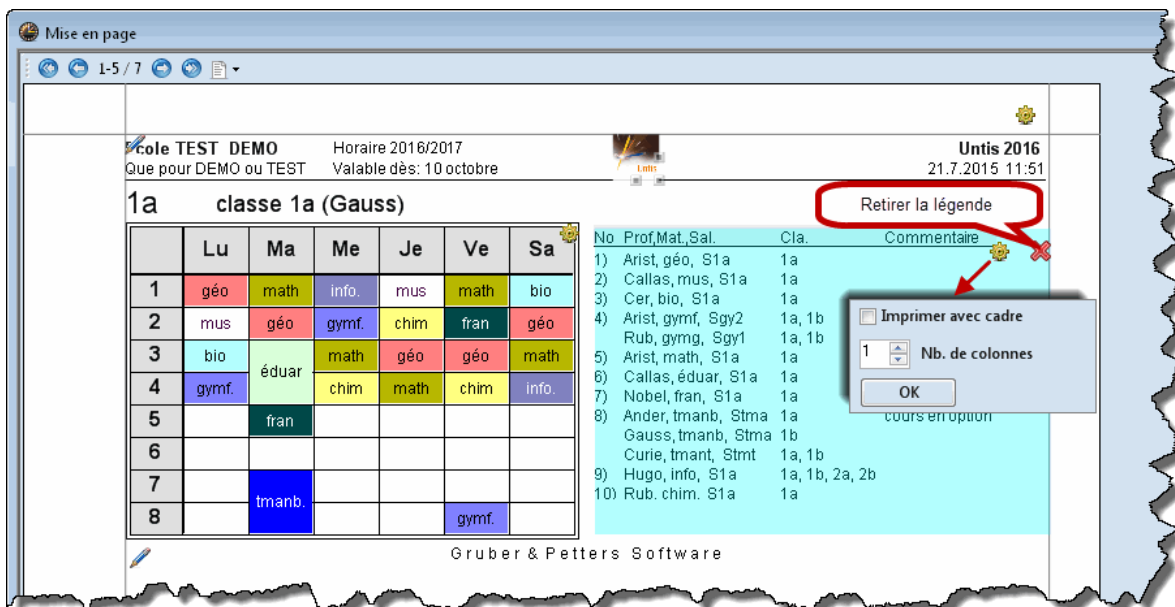 Mise en page
1-5 / 7
cole TEST DEMO Horaire 2016/2017 Untis 2016
Que pour DEMO ou TEST Valable dès: 10 octobre Untis 21.7.2015 11:51
1a classe 1a (Gauss) Retirer la légende
Lu Ma Me Je Ve Sa
1 géo math info. mus math bio
2 mus géo gymf. chim fran géo
3 bio éduar math géo géo math
4 gymf. chim math chim info.
5 fran
6
7 tmanb.
8 gymf.
No Prof,Mat.,Sal. Cla. Commentaire
1) Arist, géo, S1a 1a
2) Callas, mus, S1a 1a
3) Cer, bio, S1a 1a
4) Arist, gymf, Sgy2 1a, 1b
Rub, gymg, Sgy1 1a, 1b
5) Arist, math, S1a 1a
6) Callas, éduar, S1a 1a
7) Nobel, fran, S1a 1a
8) Ander, tmanb, Stma 1a cours en option
Gauss, tmanb, Stma 1b
Curie, tmant, Stmt 1a, 1b
9) Hugo, info, S1a 1a, 1b, 2a, 2b
10) Rub. chim. S1a 1a
Imprimer avec cadre
1 Nb. de colonnes
OK
Gruber & Petters Software